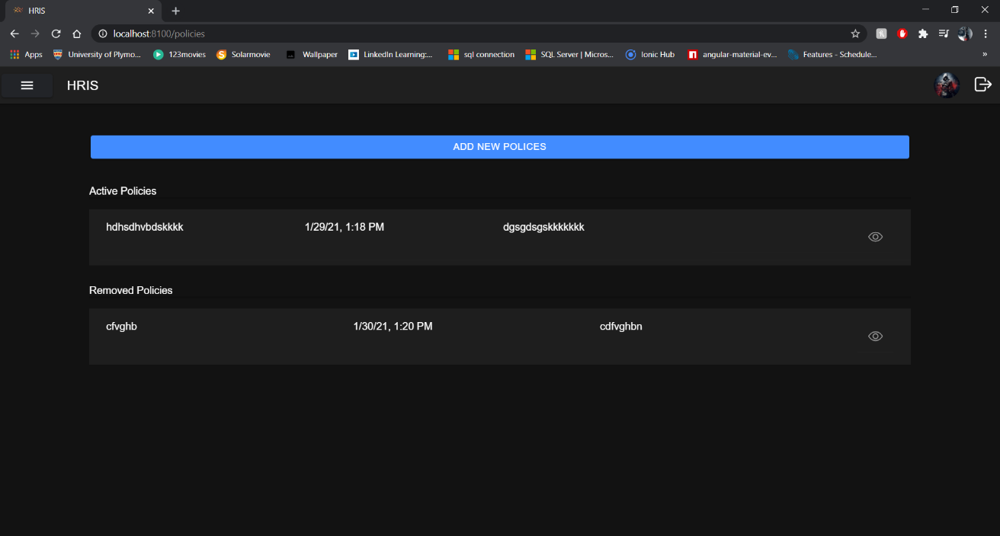 HRIS
localhost:8100/policies
Apps University of Plymo... 123movies Solarmovie Wallpaper LinkedIn Learning:... sql connection SQL Server | Micros... Ionic Hub angular-material-ev... Features - Schedule... »
HRIS
ADD NEW POLICES
Active Policies
hdhsdhvbdskkkk 1/29/21, 1:18 PM dgsgdsgskkkkkkk
Removed Policies
cfvghb 1/30/21, 1:20 PM cdfvghbn